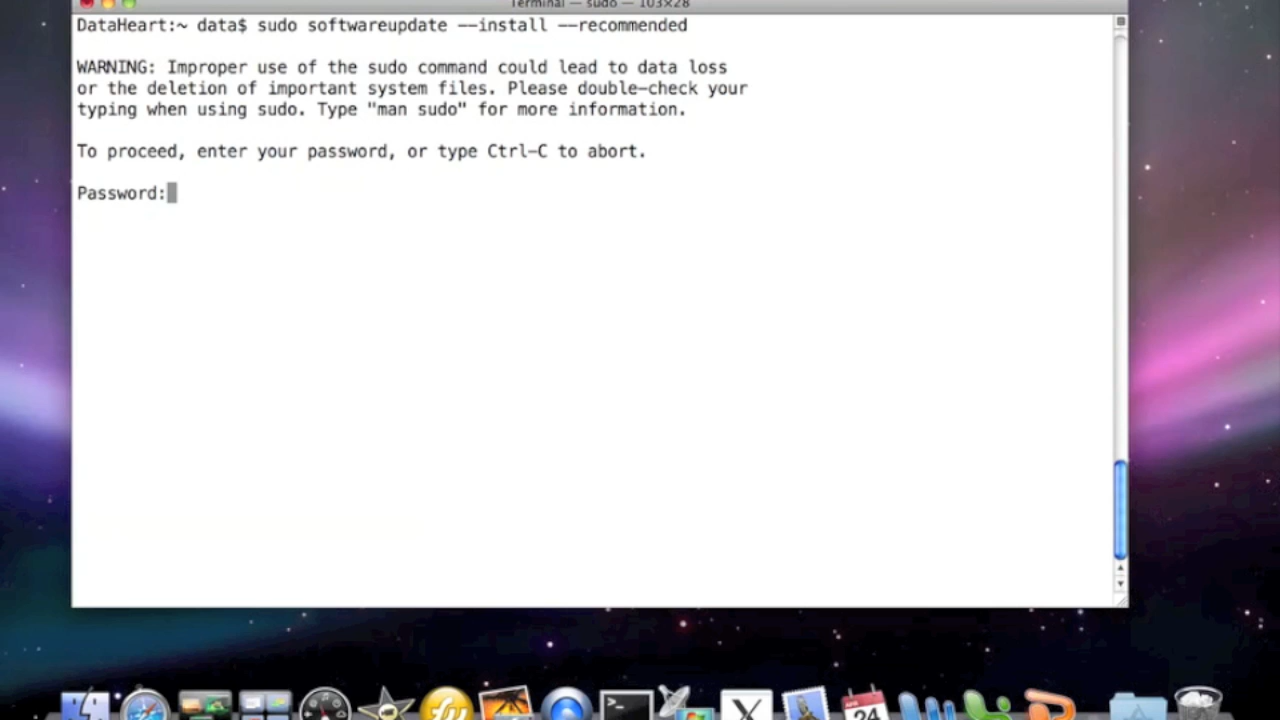 Terminal — sudo — 103×28
DataHeart:~ data$ sudo softwareupdate --install --recommended
WARNING: Improper use of the sudo command could lead to data loss
or the deletion of important system files. Please double-check your
typing when using sudo. Type "man sudo" for more information.
To proceed, enter your password, or type Ctrl-C to abort.
Password:
>_
X
24